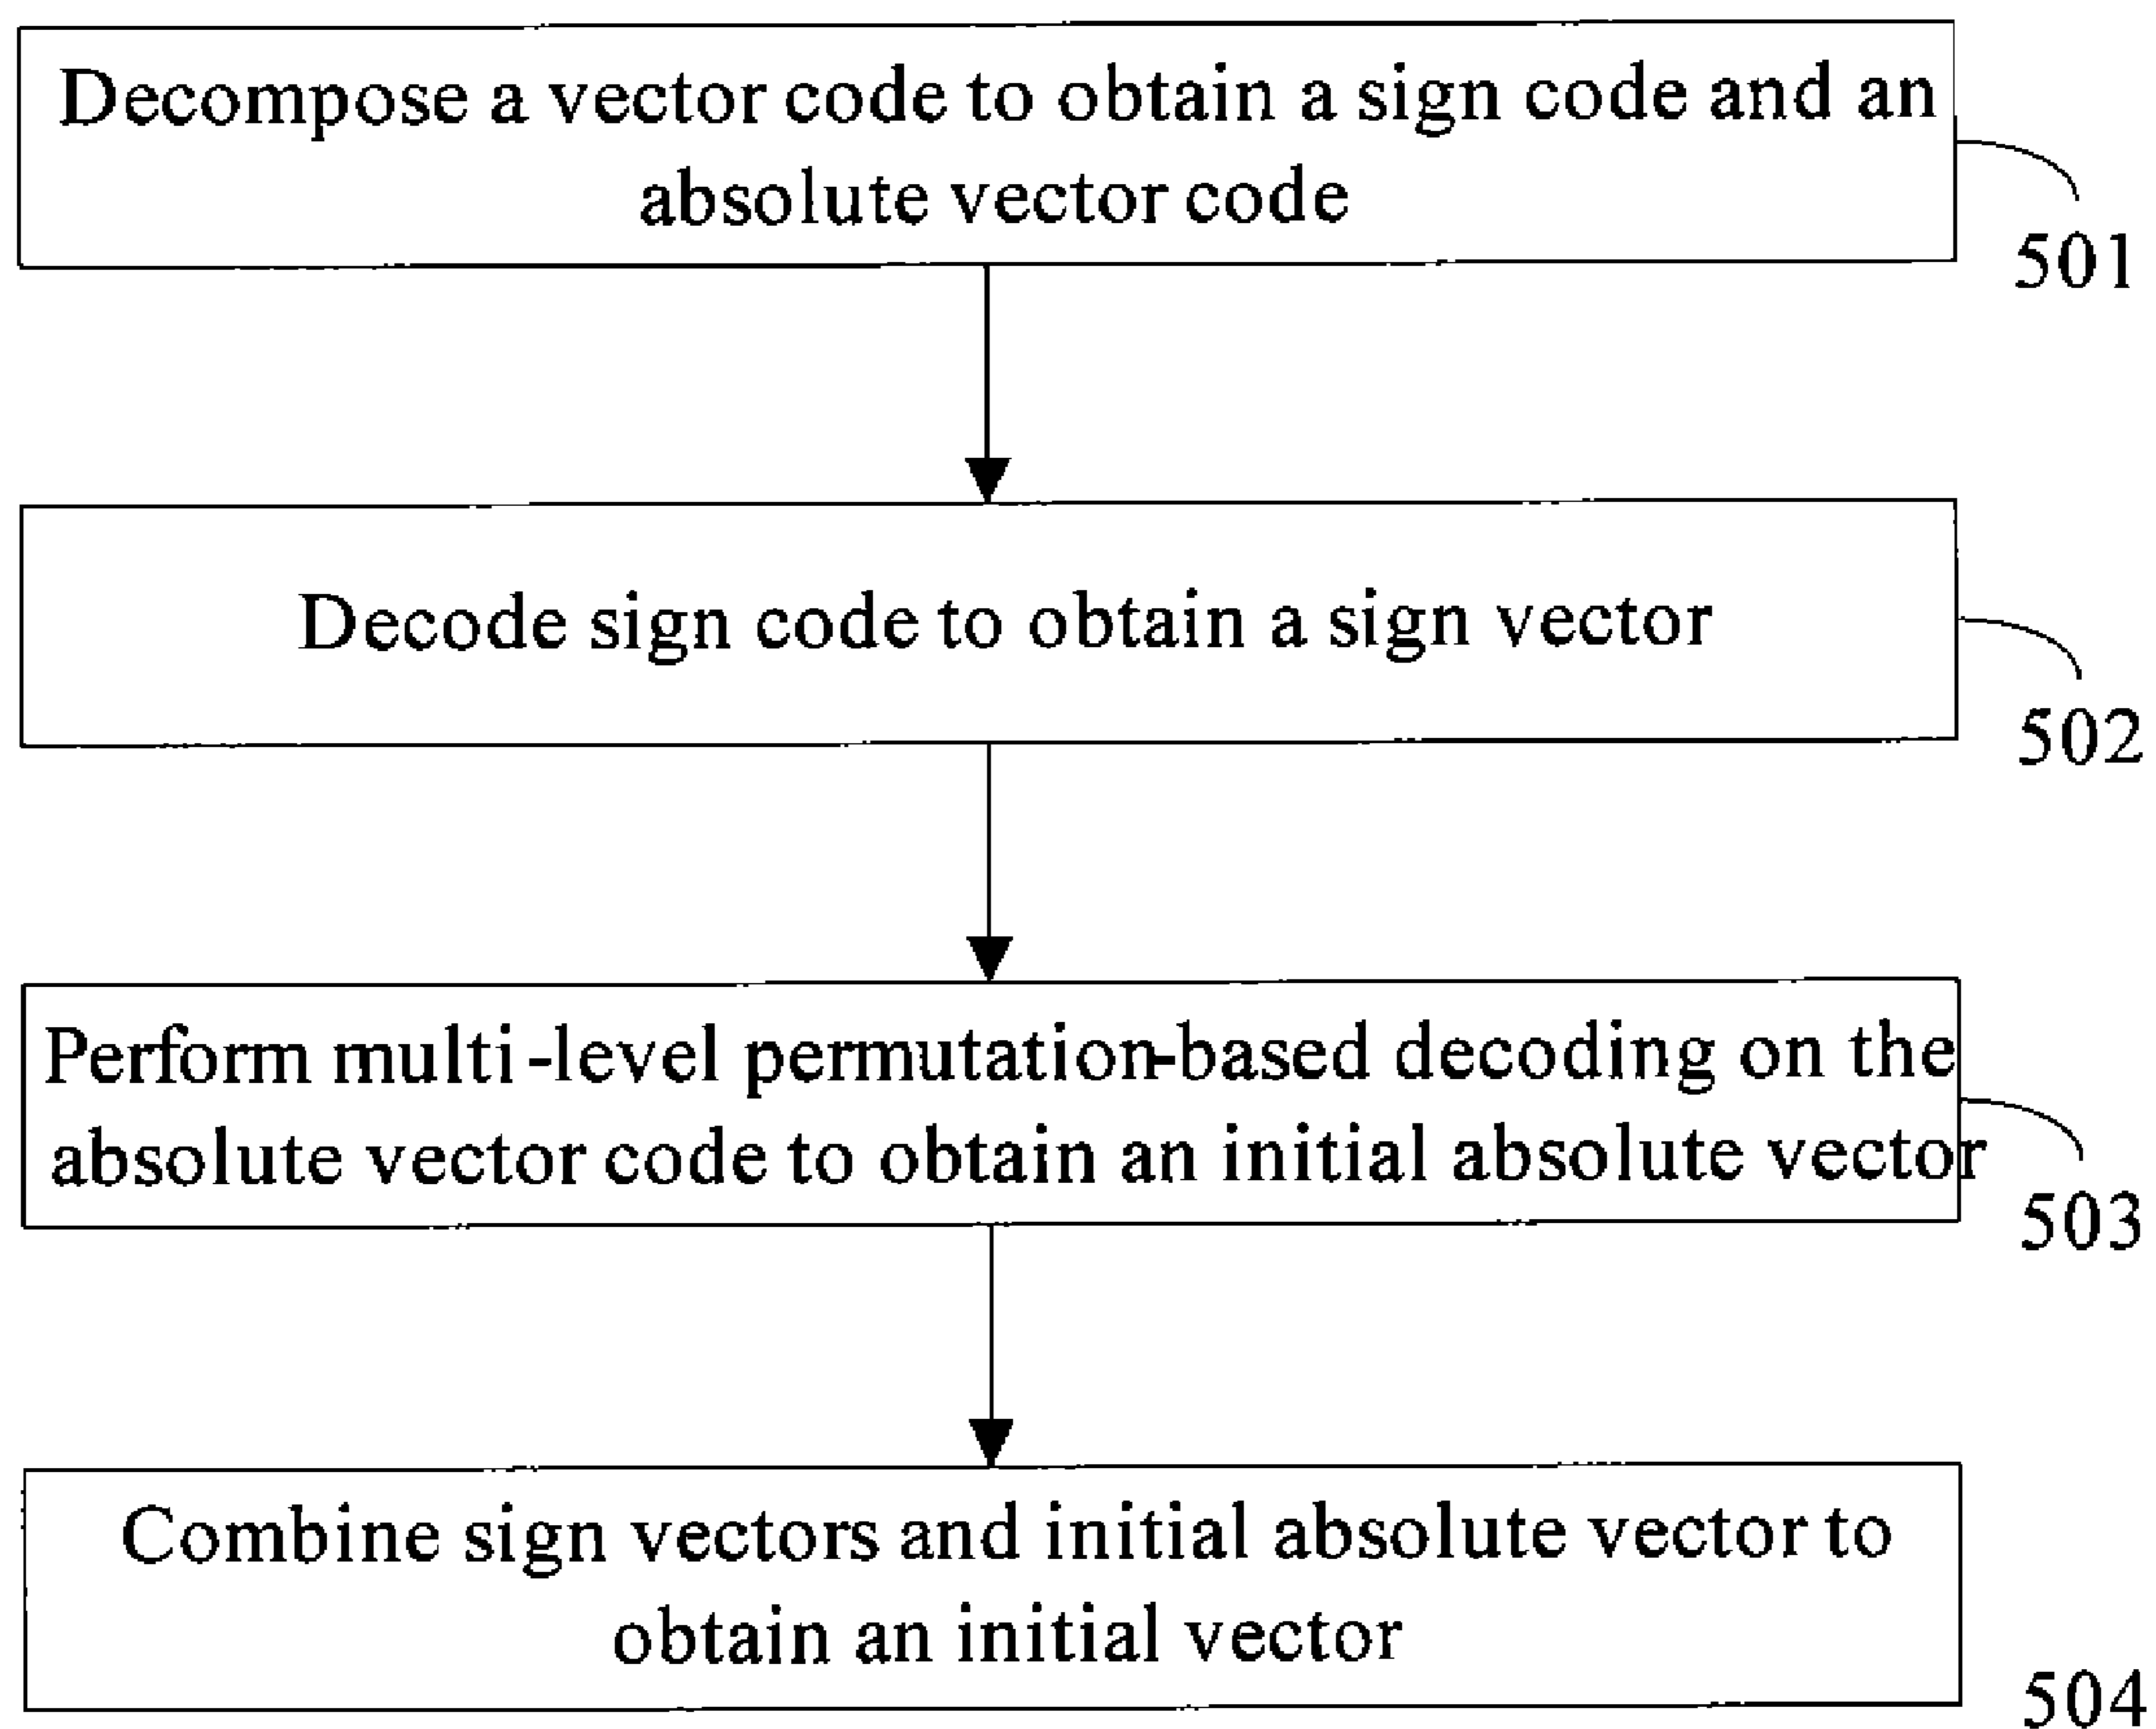 Decompose a vector code to obtain a sign code and an
absolute vector code
501
Decode sign code to obtain a sign vector
502
Perform multi-level permutation-based decoding on the
absolute vector code to obtain an initial absolute vector
503
Combine sign vectors and initial absolute vector to
obtain an initial vector
504